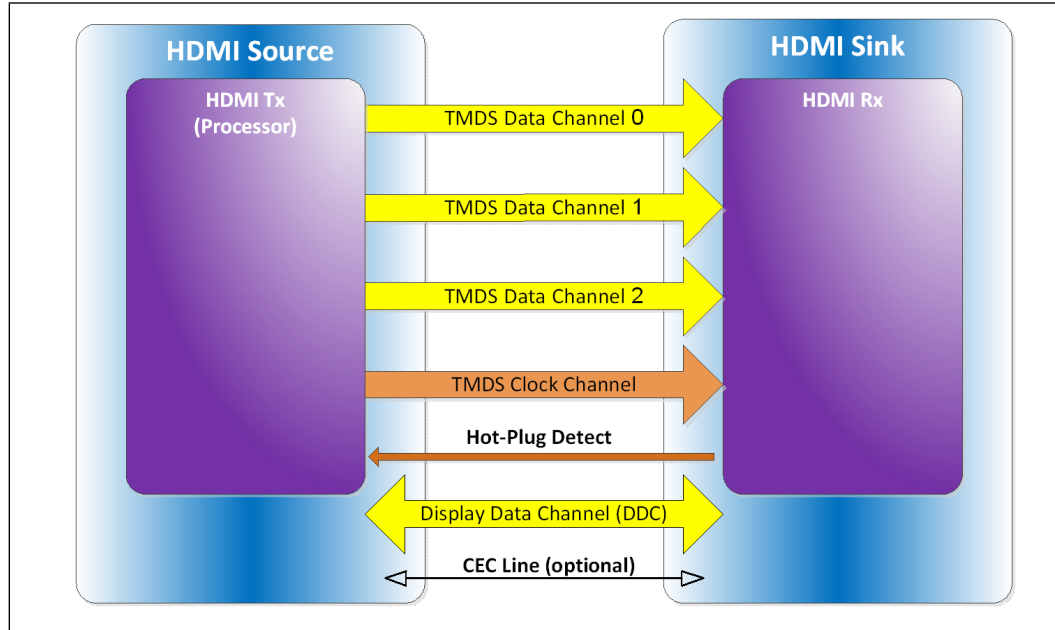 HDMI Source
HDMI Sink
HDMI Tx
(Processor)
HDMI Rx
TMDS Data Channel 0
TMDS Data Channel 1
TMDS Data Channel 2
TMDS Clock Channel
Hot-Plug Detect
Display Data Channel (DDC)
CEC Line (optional)